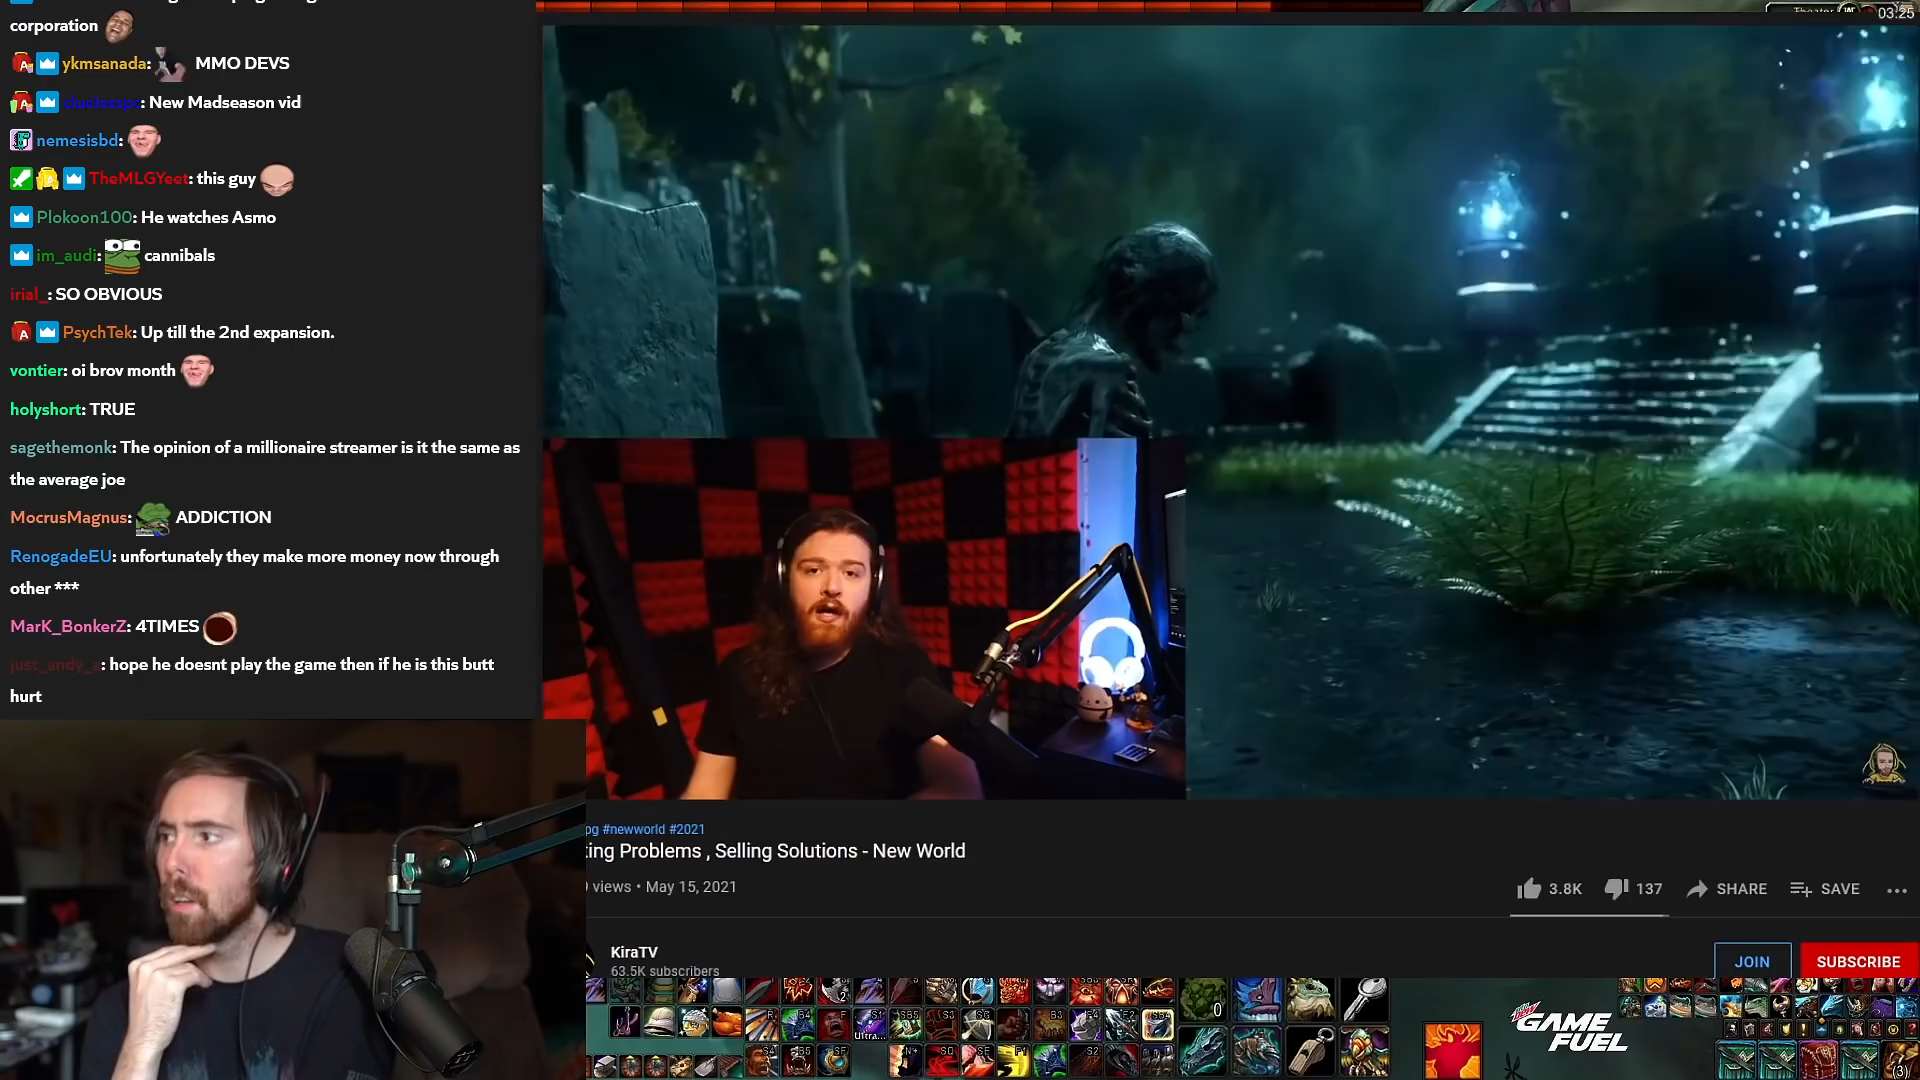 corporation
03:25
ykmsanada: MMO DEVS
cluelesspc: New Madseason vid
nemesisbd:
TheMLGYeet: this guy
Plokoon100: He watches Asmo
im_audi: cannibals
irial_: SO OBVIOUS
PsychTek: Up till the 2nd expansion.
vontier: oi brov month
holyshort: TRUE
sagethemonk: The opinion of a millionaire streamer is it the same as
the average joe
MocrusMagnus: ADDICTION
RenogadeEU: unfortunately they make more money now through
other ***
MarK_BonkerZ: 4TIMES
just_andy_a: hope he doesnt play the game then if he is this butt
hurt
#newworld #2021
Problems , Selling Solutions - New World
views • May 15, 2021
3.8K
137
SHARE
SAVE
KiraTV
63.5K subscribers
JOIN
SUBSCRIBE
GAME
FUEL